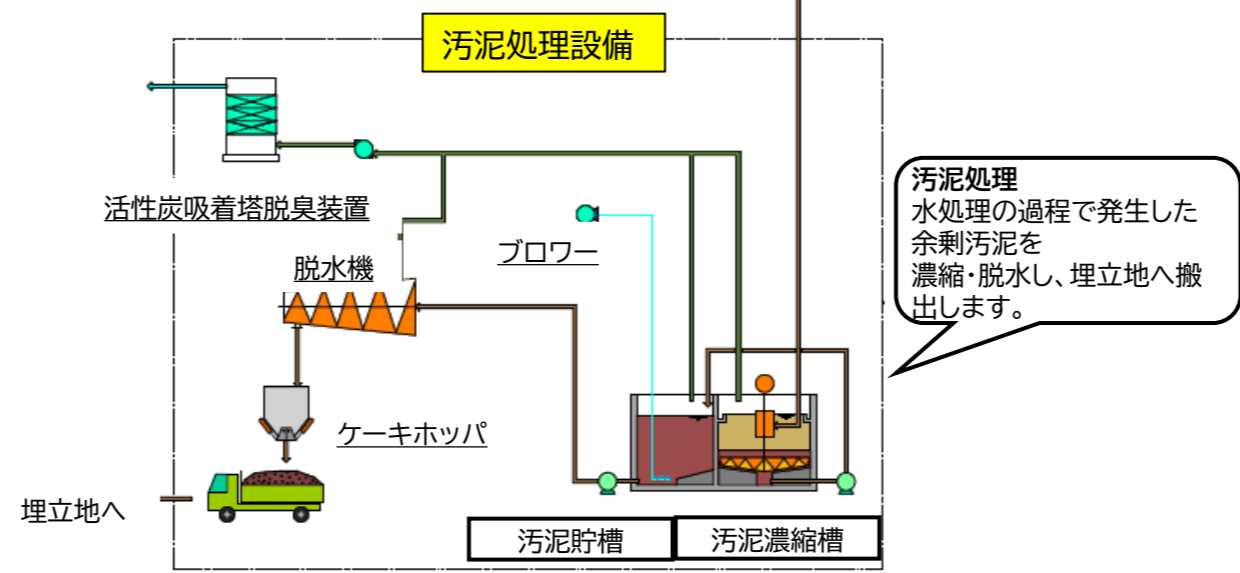 汚泥処理設備
活性炭吸着塔脱臭装置
ブロワー
脱水機
汚泥処理
水処理の過程で発生した
余剰汚泥を
濃縮・脱水し、埋立地へ搬
出します。
ケーキホッパ
埋立地へ
汚泥貯槽
汚泥濃縮槽